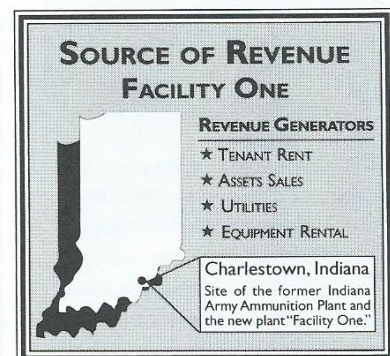 SOURCE OF REVENUE
FACILITY ONE
REVENUE GENERATORS
★ TENANT RENT
★ ASSETS SALES
★ UTILITIES
★ EQUIPMENT RENTAL
Charlestown, Indiana
Site of the former Indiana
Army Ammunition Plant and
the new plant "Facility One."